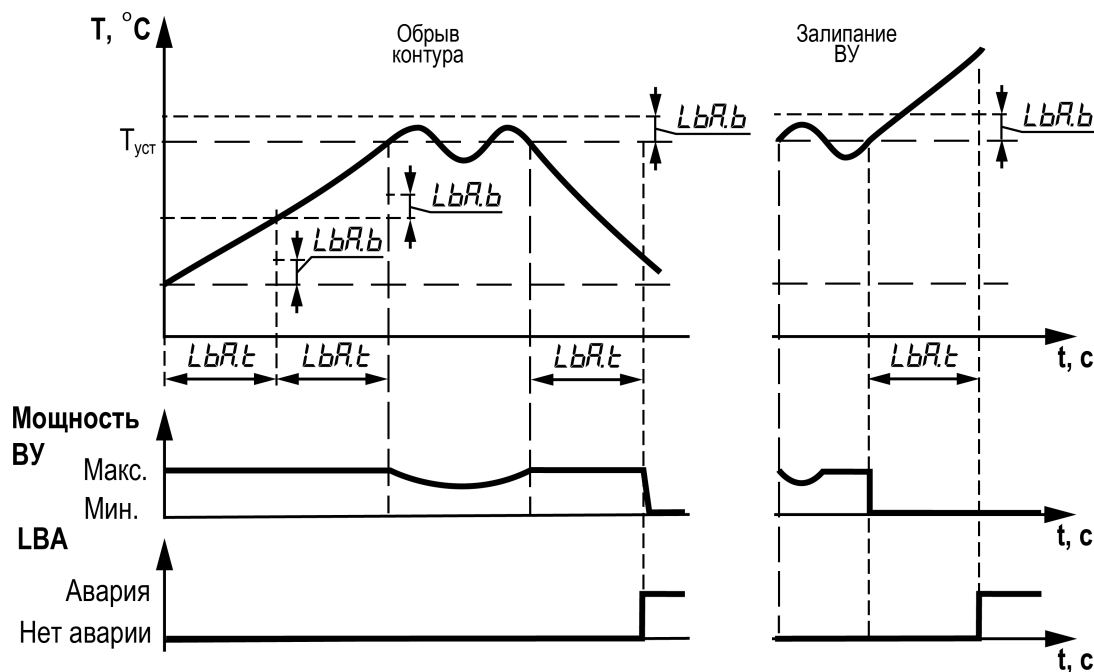 T, °C
Обрыв
контура
Залипание
ВУ
LbA.b
LbA.b
Tуст
LbA.b
LbA.b
LbA.t
LbA.t
LbA.t
LbA.t
t, c
Мощность
ВУ
Макс.
Мин.
t, c
LBA
Авария
Нет аварии
t, c